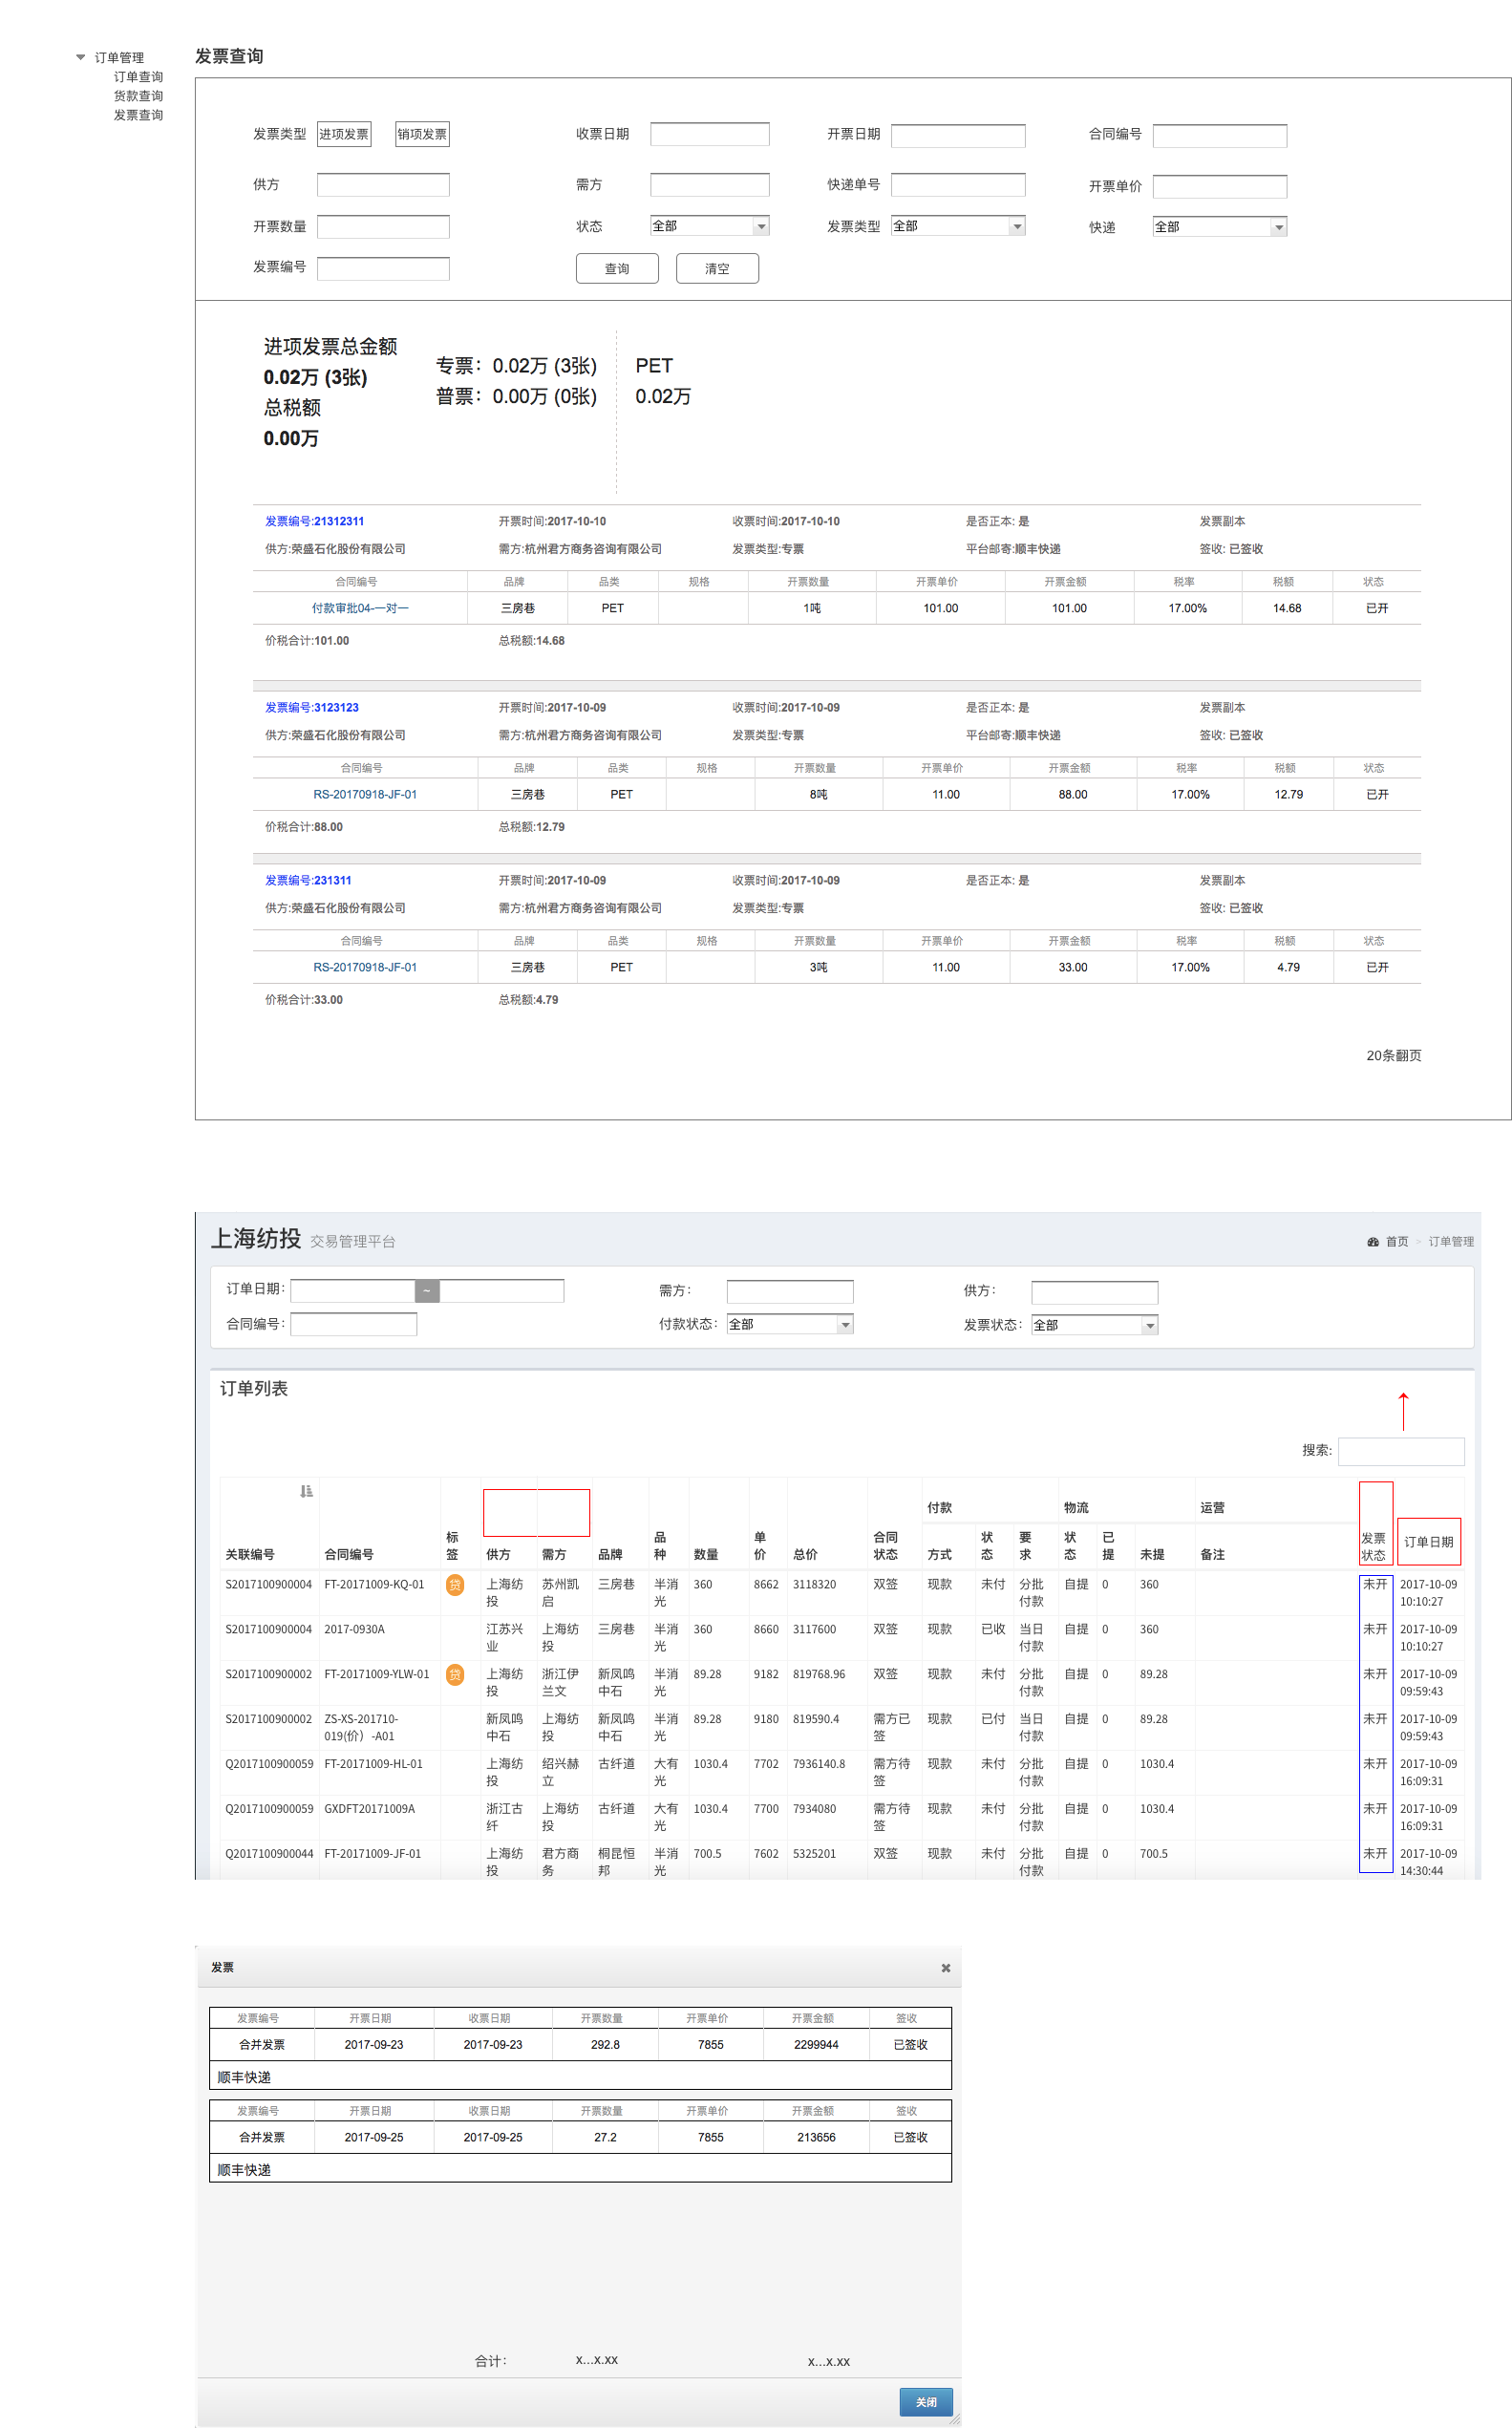 订单管理
订单查询
货款查询
发票查询
发票查询
发票类型 进项发票 销项发票 收票日期 开票日期 合同编号
供方 需方 快递单号 开票单价
开票数量 状态 全部 发票类型 全部 快递 全部
发票编号 查询 清空
进项发票总金额
0.02万 (3张)
总税额
0.00万
专票：0.02万 (3张)
普票：0.00万 (0张)
PET
0.02万
发票编号:21312311 开票时间:2017-10-10 收票时间:2017-10-10 是否正本: 是 发票副本
供方:荣盛石化股份有限公司 需方:杭州君方商务咨询有限公司 发票类型:专票 平台邮寄:顺丰快递 签收: 已签收
合同编号 品牌 品类 规格 开票数量 开票单价 开票金额 税率 税额 状态
付款审批04-一对一 三房巷 PET 1吨 101.00 101.00 17.00% 14.68 已开
价税合计:101.00 总税额:14.68
发票编号:3123123 开票时间:2017-10-09 收票时间:2017-10-09 是否正本: 是 发票副本
供方:荣盛石化股份有限公司 需方:杭州君方商务咨询有限公司 发票类型:专票 平台邮寄:顺丰快递 签收: 已签收
合同编号 品牌 品类 规格 开票数量 开票单价 开票金额 税率 税额 状态
RS-20170918-JF-01 三房巷 PET 8吨 11.00 88.00 17.00% 12.79 已开
价税合计:88.00 总税额:12.79
发票编号:231311 开票时间:2017-10-09 收票时间:2017-10-09 是否正本: 是 发票副本
供方:荣盛石化股份有限公司 需方:杭州君方商务咨询有限公司 发票类型:专票 签收: 已签收
合同编号 品牌 品类 规格 开票数量 开票单价 开票金额 税率 税额 状态
RS-20170918-JF-01 三房巷 PET 3吨 11.00 33.00 17.00% 4.79 已开
价税合计:33.00 总税额:4.79
20条翻页
上海纺投 交易管理平台 首页 > 订单管理
订单日期: ~ 需方: 供方:
合同编号: 付款状态: 全部 发票状态: 全部
订单列表
搜索:
付款 物流 运营
关联编号 合同编号 标签 供方 需方 品牌 品种 数量 单价 总价 合同状态 方式 状态 要求 状态 已提 未提 备注 发票状态 订单日期
S2017100900004 FT-20171009-KQ-01 贷 上海纺投 苏州凯启 三房巷 半消光 360 8662 3118320 双签 现款 未付 分批付款 自提 0 360 未开 2017-10-09 10:10:27
S2017100900004 2017-0930A 江苏兴业 上海纺投 三房巷 半消光 360 8660 3117600 双签 现款 已收 当日付款 自提 0 360 未开 2017-10-09 10:10:27
S2017100900002 FT-20171009-YLW-01 贷 上海纺投 浙江伊兰文 新凤鸣中石 半消光 89.28 9182 819768.96 双签 现款 未付 分批付款 自提 0 89.28 未开 2017-10-09 09:59:43
S2017100900002 ZS-XS-201710-019(价）-A01 新凤鸣中石 上海纺投 新凤鸣中石 半消光 89.28 9180 819590.4 需方已签 现款 已付 当日付款 自提 0 89.28 未开 2017-10-09 09:59:43
Q2017100900059 FT-20171009-HL-01 上海纺投 绍兴赫立 古纤道 大有光 1030.4 7702 7936140.8 需方待签 现款 未付 分批付款 自提 0 1030.4 未开 2017-10-09 16:09:31
Q2017100900059 GXDFT20171009A 浙江古纤 上海纺投 古纤道 大有光 1030.4 7700 7934080 需方待签 现款 未付 分批付款 自提 0 1030.4 未开 2017-10-09 16:09:31
Q2017100900044 FT-20171009-JF-01 上海纺投 君方商务 桐昆恒邦 半消光 700.5 7602 5325201 双签 现款 未付 分批付款 自提 0 700.5 未开 2017-10-09 14:30:44
发票
发票编号 开票日期 收票日期 开票数量 开票单价 开票金额 签收
合并发票 2017-09-23 2017-09-23 292.8 7855 2299944 已签收
顺丰快递
发票编号 开票日期 收票日期 开票数量 开票单价 开票金额 签收
合并发票 2017-09-25 2017-09-25 27.2 7855 213656 已签收
顺丰快递
合计： x...x.xx x...x.xx
关闭